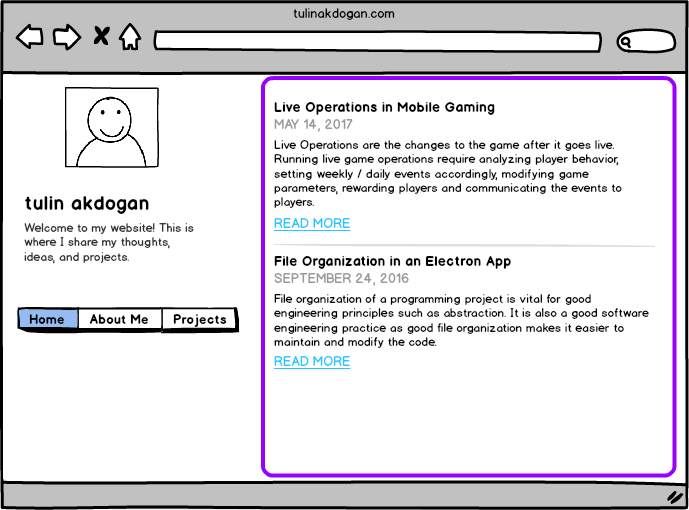 tulinakdogan.com
tulin akdogan
Welcome to my website! This is
where I share my thoughts,
ideas, and projects.
Home About Me Projects
Live Operations in Mobile Gaming
MAY 14, 2017
Live Operations are the changes to the game after it goes live.
Running live game operations require analyzing player behavior,
setting weekly / daily events accordingly, modifying game
parameters, rewarding players and communicating the events to
players.
READ MORE
File Organization in an Electron App
SEPTEMBER 24, 2016
File organization of a programming project is vital for good
engineering principles such as abstraction. It is also a good software
engineering practice as good file organization makes it easier to
maintain and modify the code.
READ MORE